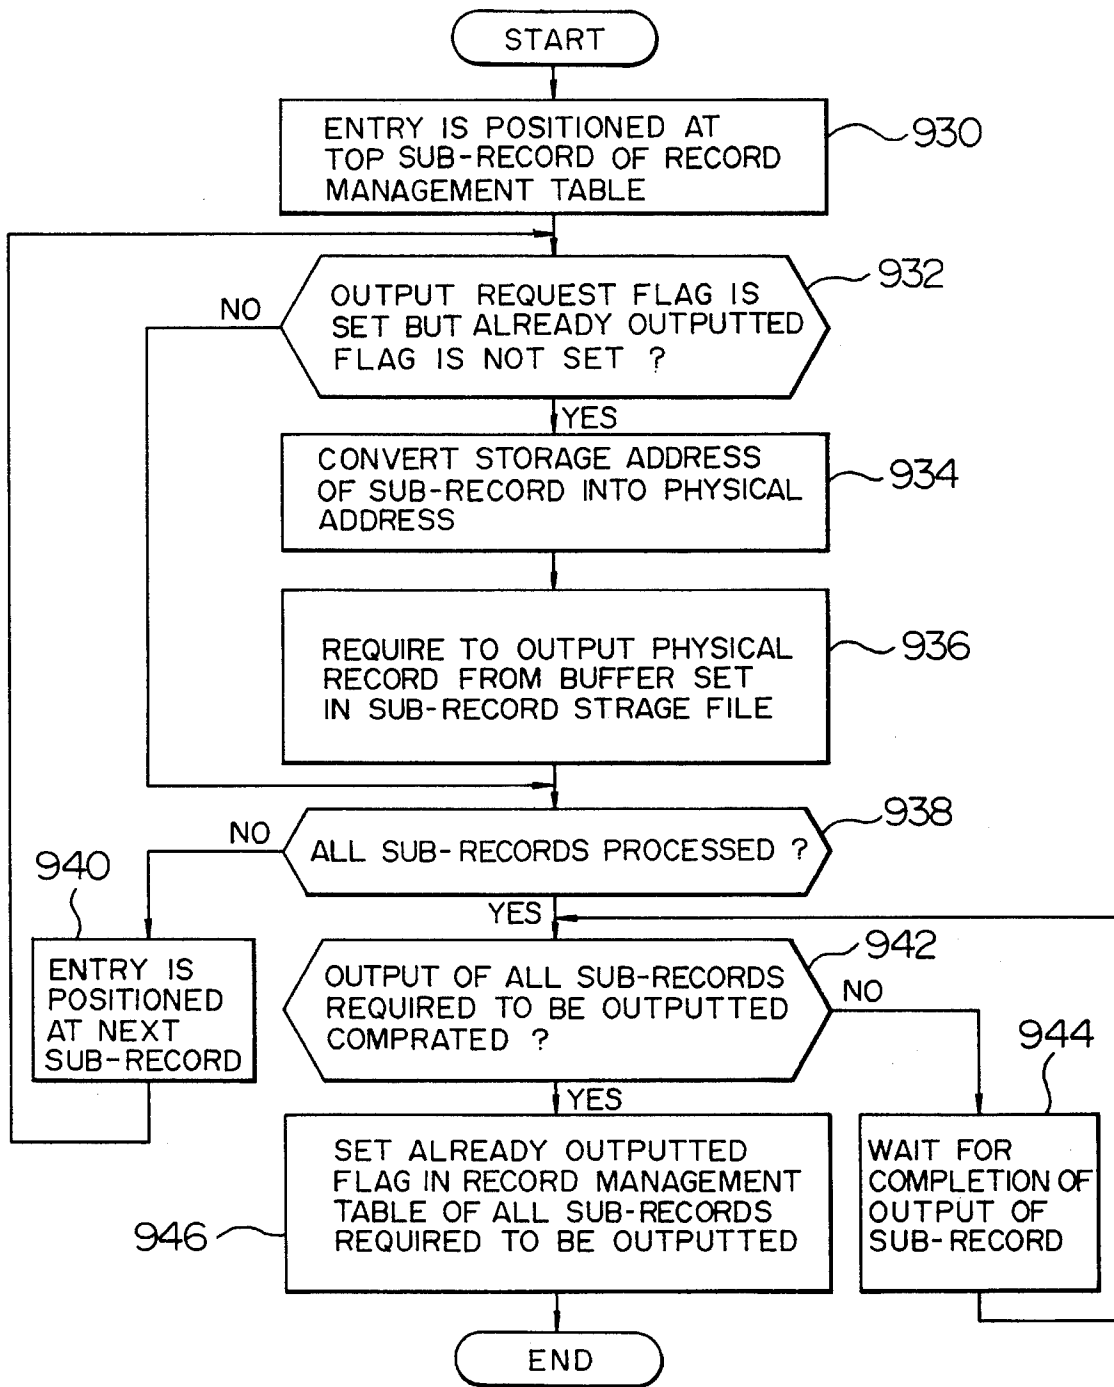 START
ENTRY IS POSITIONED AT
TOP SUB-RECORD OF RECORD
MANAGEMENT TABLE
930
OUTPUT REQUEST FLAG IS
SET BUT ALREADY OUTPUTTED
FLAG IS NOT SET ?
932
NO
YES
CONVERT STORAGE ADDRESS
OF SUB-RECORD INTO PHYSICAL
ADDRESS
934
REQUIRE TO OUTPUT PHYSICAL
RECORD FROM BUFFER SET
IN SUB-RECORD STRAGE FILE
936
ALL SUB-RECORDS PROCESSED ?
938
NO
YES
940
ENTRY IS
POSITIONED
AT NEXT
SUB-RECORD
OUTPUT OF ALL SUB-RECORDS
REQUIRED TO BE OUTPUTTED
COMPRATED ?
942
NO
YES
944
WAIT FOR
COMPLETION OF
OUTPUT OF
SUB-RECORD
SET ALREADY OUTPUTTED
FLAG IN RECORD MANAGEMENT
TABLE OF ALL SUB-RECORDS
REQUIRED TO BE OUTPUTTED
946
END